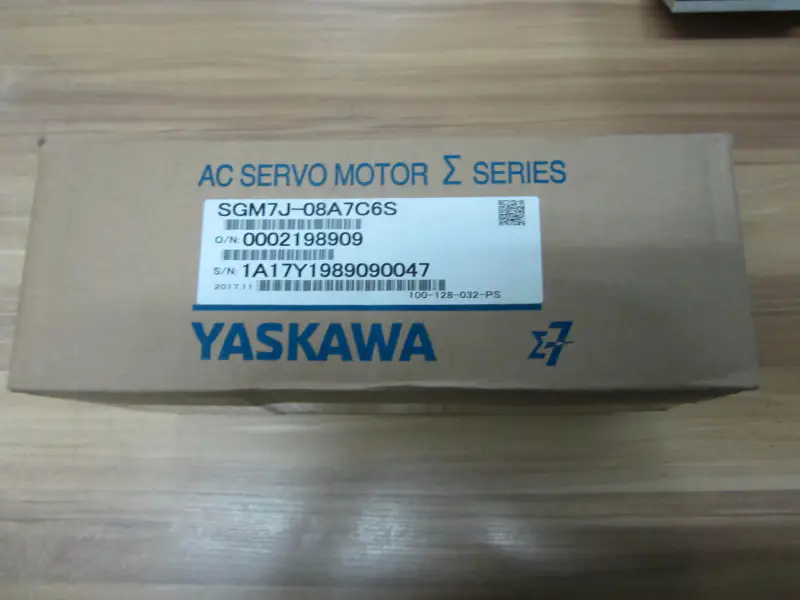 AC SERVO MOTOR Σ SERIES
SGM7J-08A7C6S
O/N: 0002198909
S/N: 1A17Y1989090047
2017.11
100-128-032-PS
YASKAWA Σ7